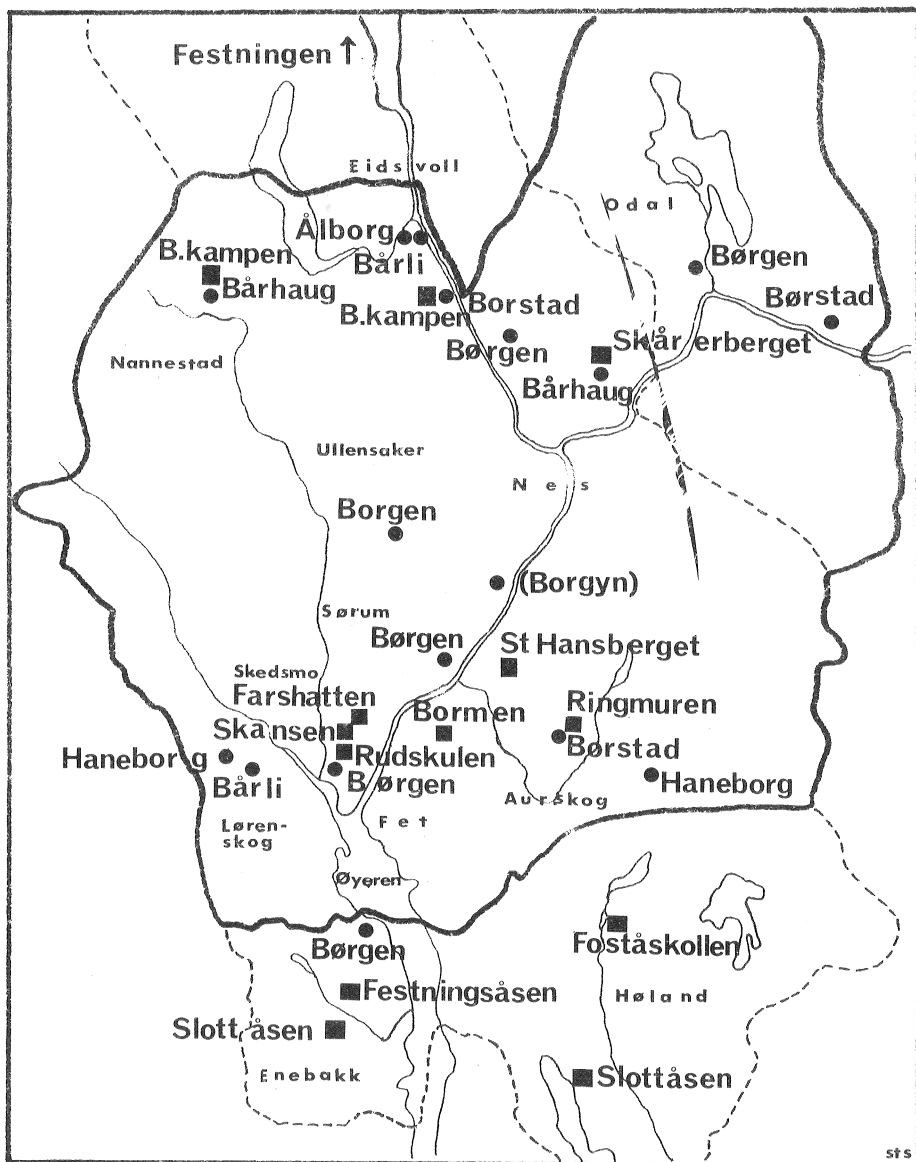 Festningen ↑
Eidsvoll
Odal
Ålborg
Bårli
B.kampen
Bårhaug
Børgen
Børstad
B.kampen
Borstad
Børgen
Skårerberget
Bårhaug
Nannestad
Ullensaker
Nes
Borgen
(Borgyn)
Sørum
Børgen
St Hansberget
Skedsmo
Farshatten
Skansen
Bormen
Ringmuren
Rudskulen
Børstad
Haneborg
Bårli
Børgen
Haneborg
Aurskog
Løren-
skog
Fet
Øyeren
Børgen
Foståskollen
Festningsåsen
Høland
Slottåsen
Enebakk
Slottåsen
sts